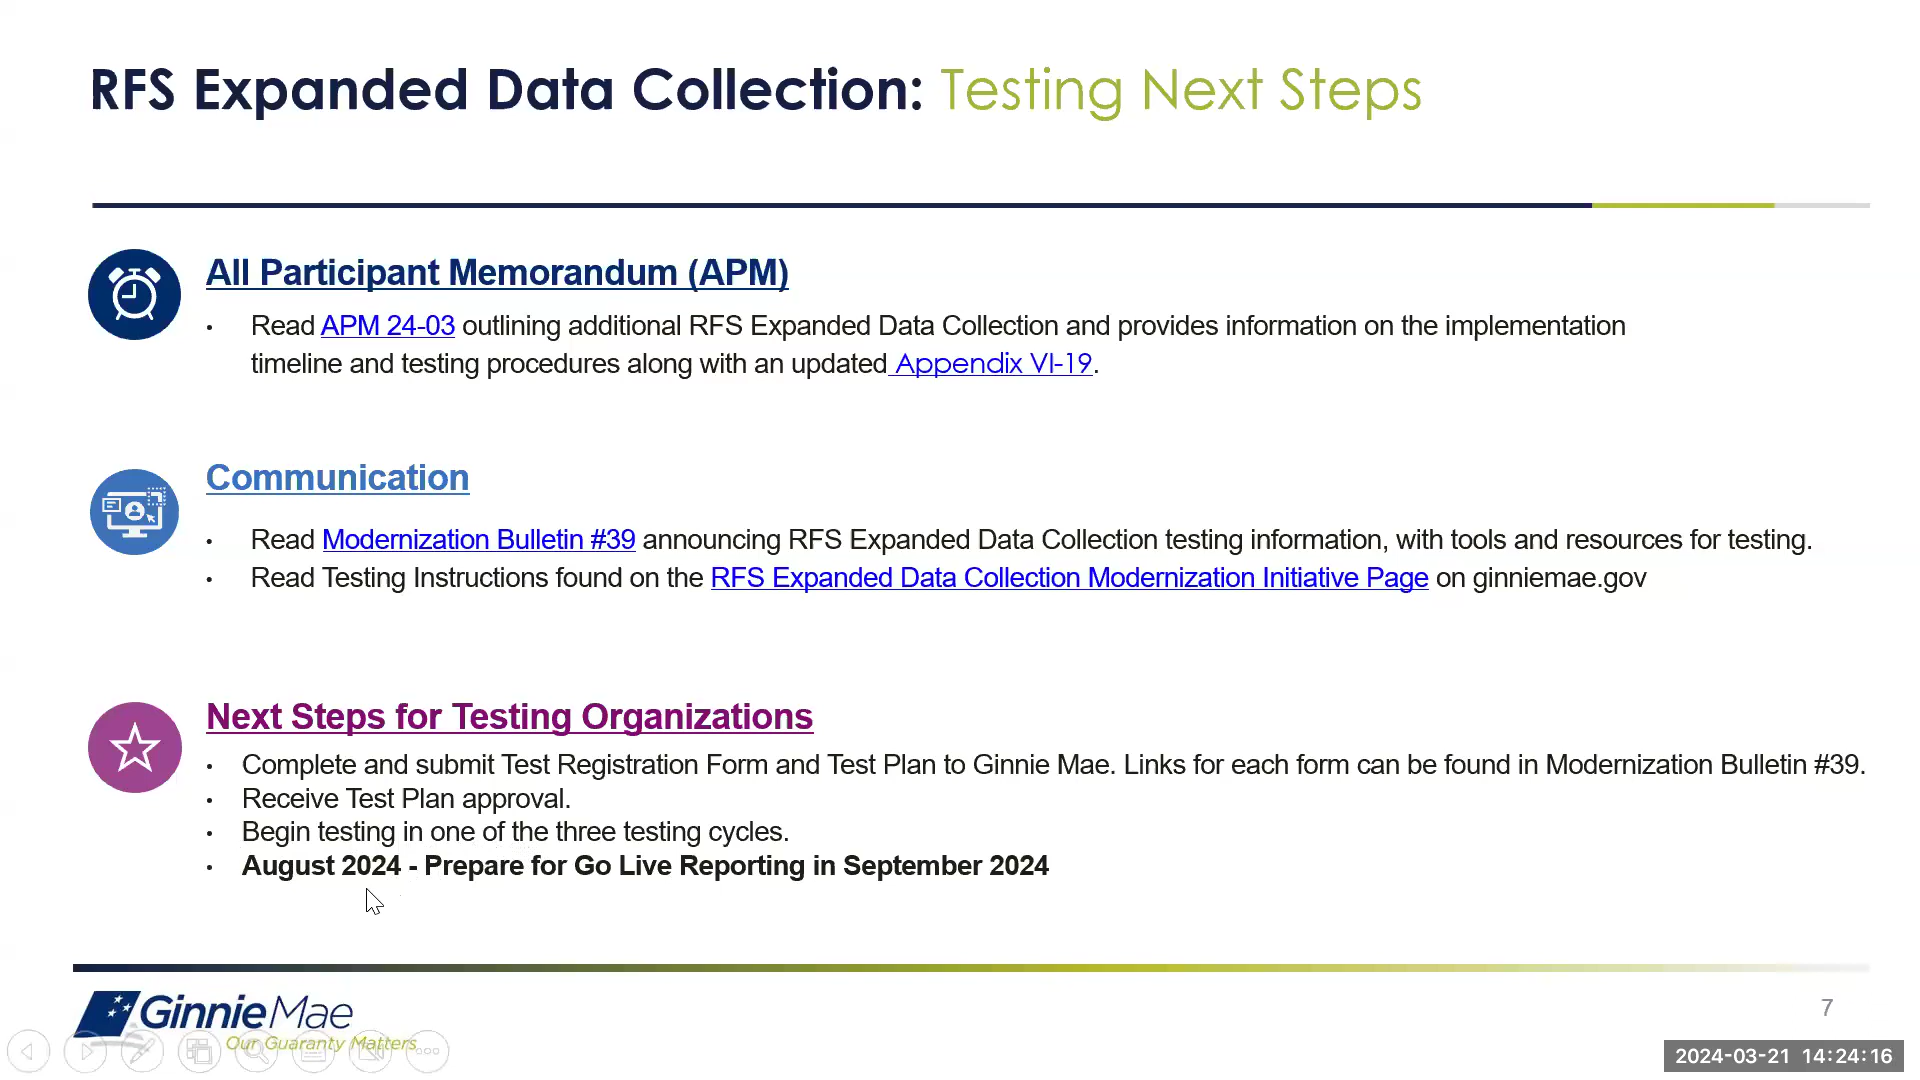 RFS Expanded Data Collection: Testing Next Steps
All Participant Memorandum (APM)
• Read APM 24-03 outlining additional RFS Expanded Data Collection and provides information on the implementation
timeline and testing procedures along with an updated Appendix VI-19.
Communication
• Read Modernization Bulletin #39 announcing RFS Expanded Data Collection testing information, with tools and resources for testing.
• Read Testing Instructions found on the RFS Expanded Data Collection Modernization Initiative Page on ginniemae.gov
Next Steps for Testing Organizations
• Complete and submit Test Registration Form and Test Plan to Ginnie Mae. Links for each form can be found in Modernization Bulletin #39.
• Receive Test Plan approval.
• Begin testing in one of the three testing cycles.
• August 2024 - Prepare for Go Live Reporting in September 2024
GinnieMae
Our Guaranty Matters
7
2024-03-21 14:24:16